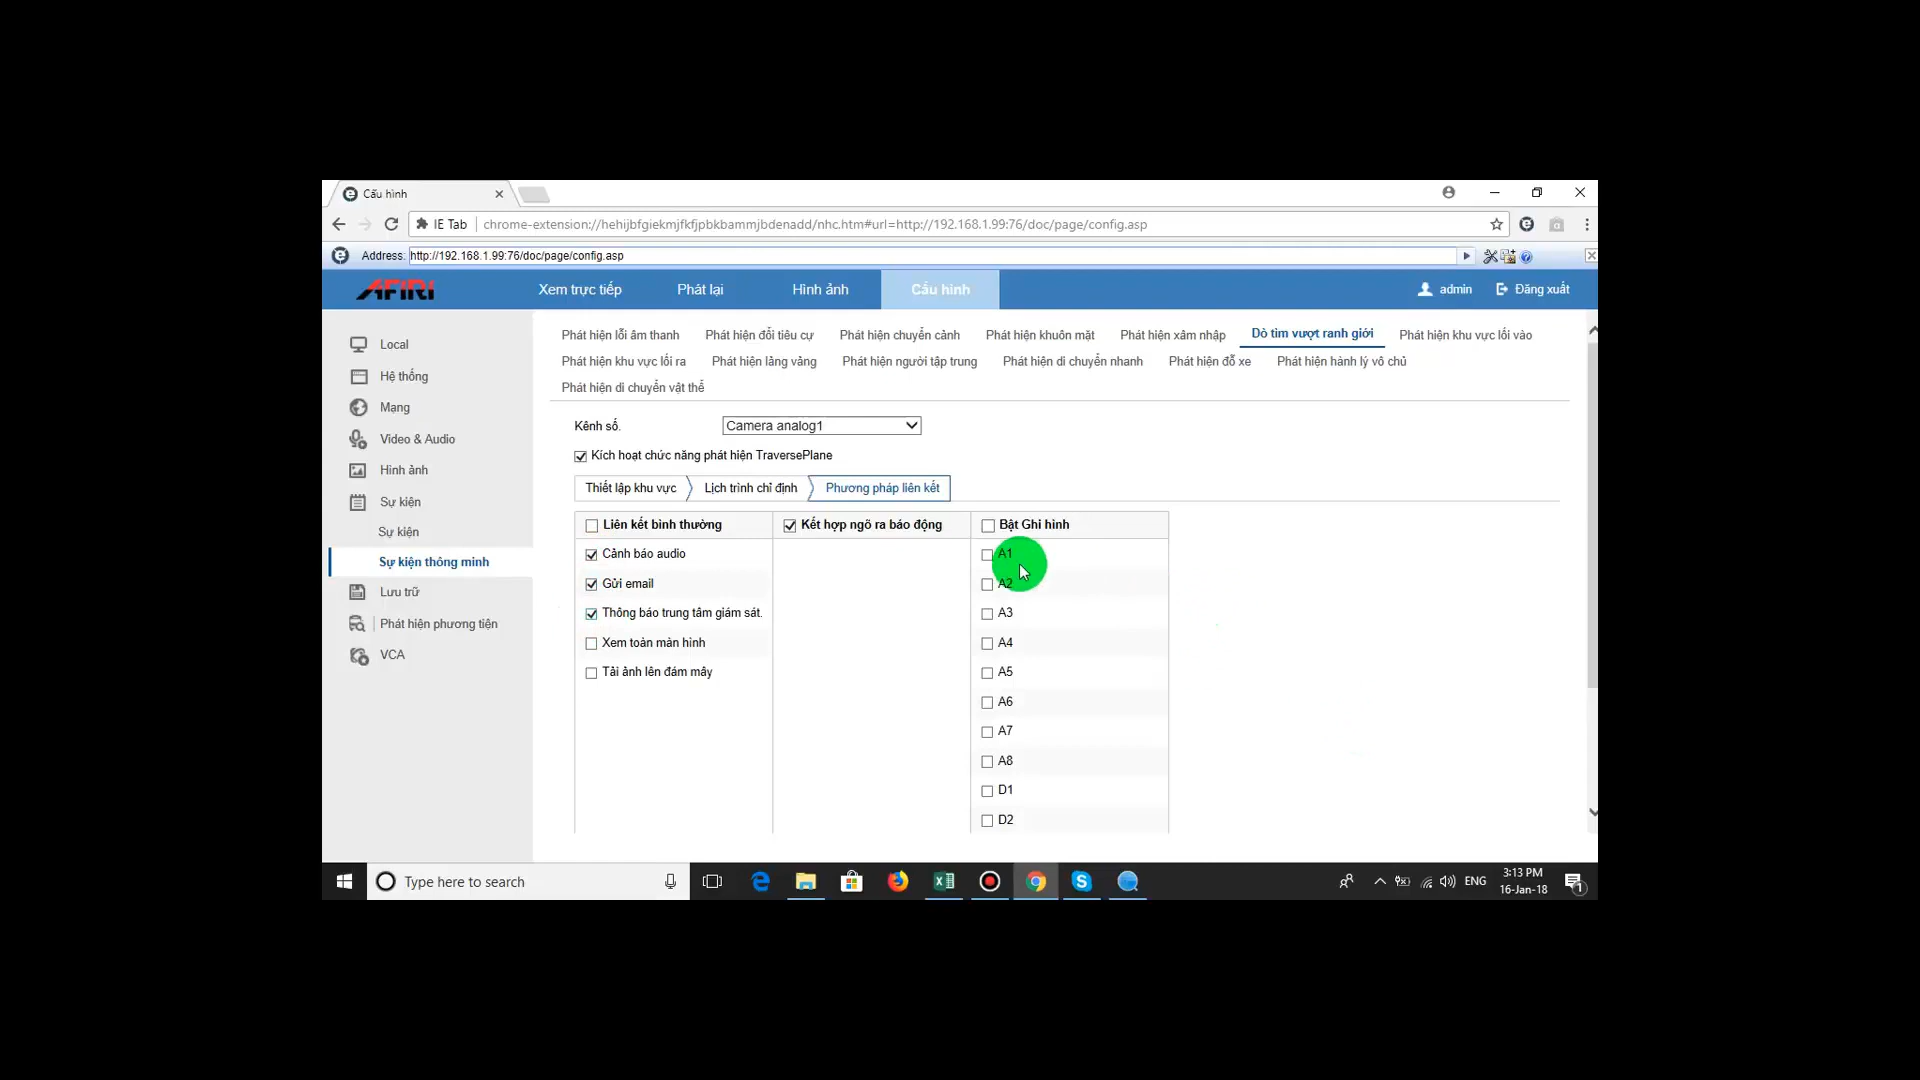 Cấu hình
IE Tab chrome-extension://hehijbfgiekmjfkfjpbkbammjbdenadd/nhc.htm#url=http://192.168.1.99:76/doc/page/config.asp
Address: http://192.168.1.99:76/doc/page/config.asp
AFIRI Xem trực tiếp Phát lại Hình ảnh Cấu hình admin Đăng xuất
Phát hiện lỗi âm thanh Phát hiện đổi tiêu cự Phát hiện chuyển cảnh Phát hiện khuôn mặt Phát hiện xâm nhập Dò tìm vượt ranh giới Phát hiện khu vực lối vào
Phát hiện khu vực lối ra Phát hiện lảng vảng Phát hiện người tập trung Phát hiện di chuyển nhanh Phát hiện đỗ xe Phát hiện hành lý vô chủ
Phát hiện di chuyển vật thể
Local
Hệ thống
Mạng
Video & Audio
Hình ảnh
Sự kiện
Sự kiện
Sự kiện thông minh
Lưu trữ
Phát hiện phương tiện
VCA
Kênh số. Camera analog1
Kích hoạt chức năng phát hiện TraversePlane
Thiết lập khu vực Lịch trình chỉ định Phương pháp liên kết
Liên kết bình thường Kết hợp ngõ ra báo động Bật Ghi hình
Cảnh báo audio A1
Gửi email A2
Thông báo trung tâm giám sát. A3
Xem toàn màn hình A4
Tải ảnh lên đám mây A5
A6
A7
A8
D1
D2
Type here to search ENG 3:13 PM
16-Jan-18 1